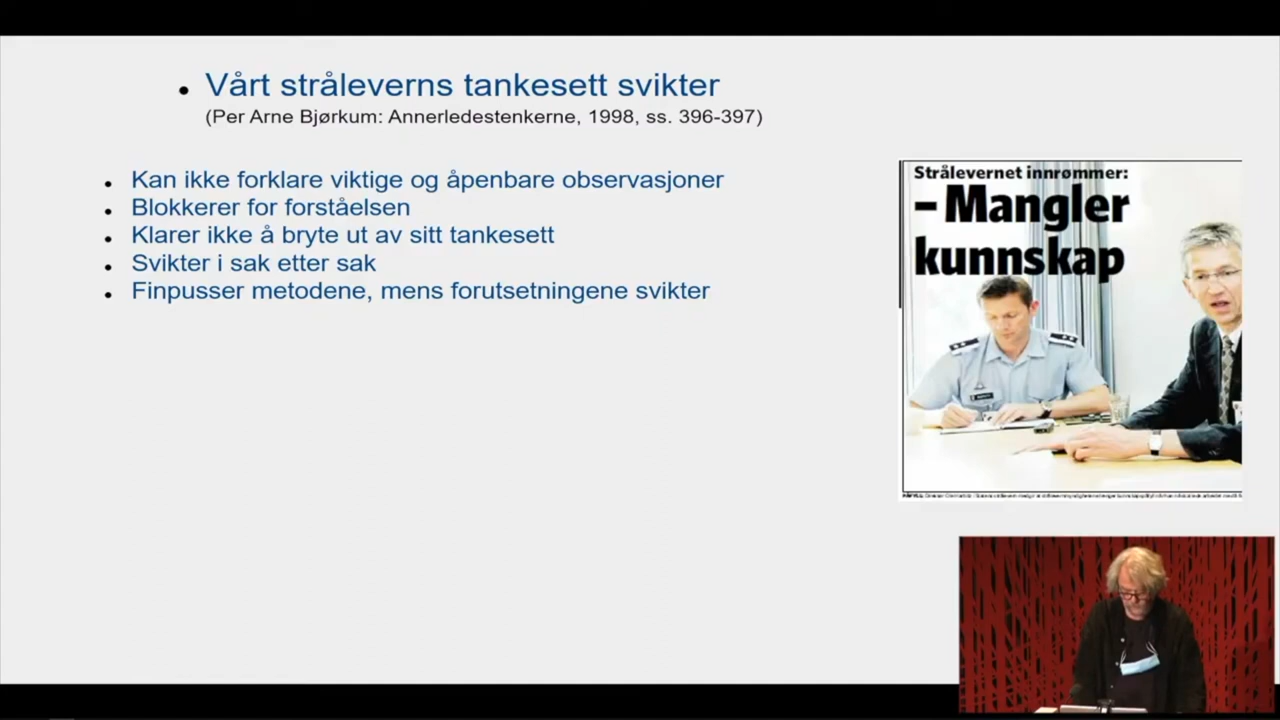 Vårt stråleverns tankesett svikter
(Per Arne Bjørkum: Annerledestenkerne, 1998, ss. 396-397)
Kan ikke forklare viktige og åpenbare observasjoner
Blokkerer for forståelsen
Klarer ikke å bryte ut av sitt tankesett
Svikter i sak etter sak
Finpusser metodene, mens forutsetningene svikter
Strålevernet innrømmer:
– Mangler
kunnskap